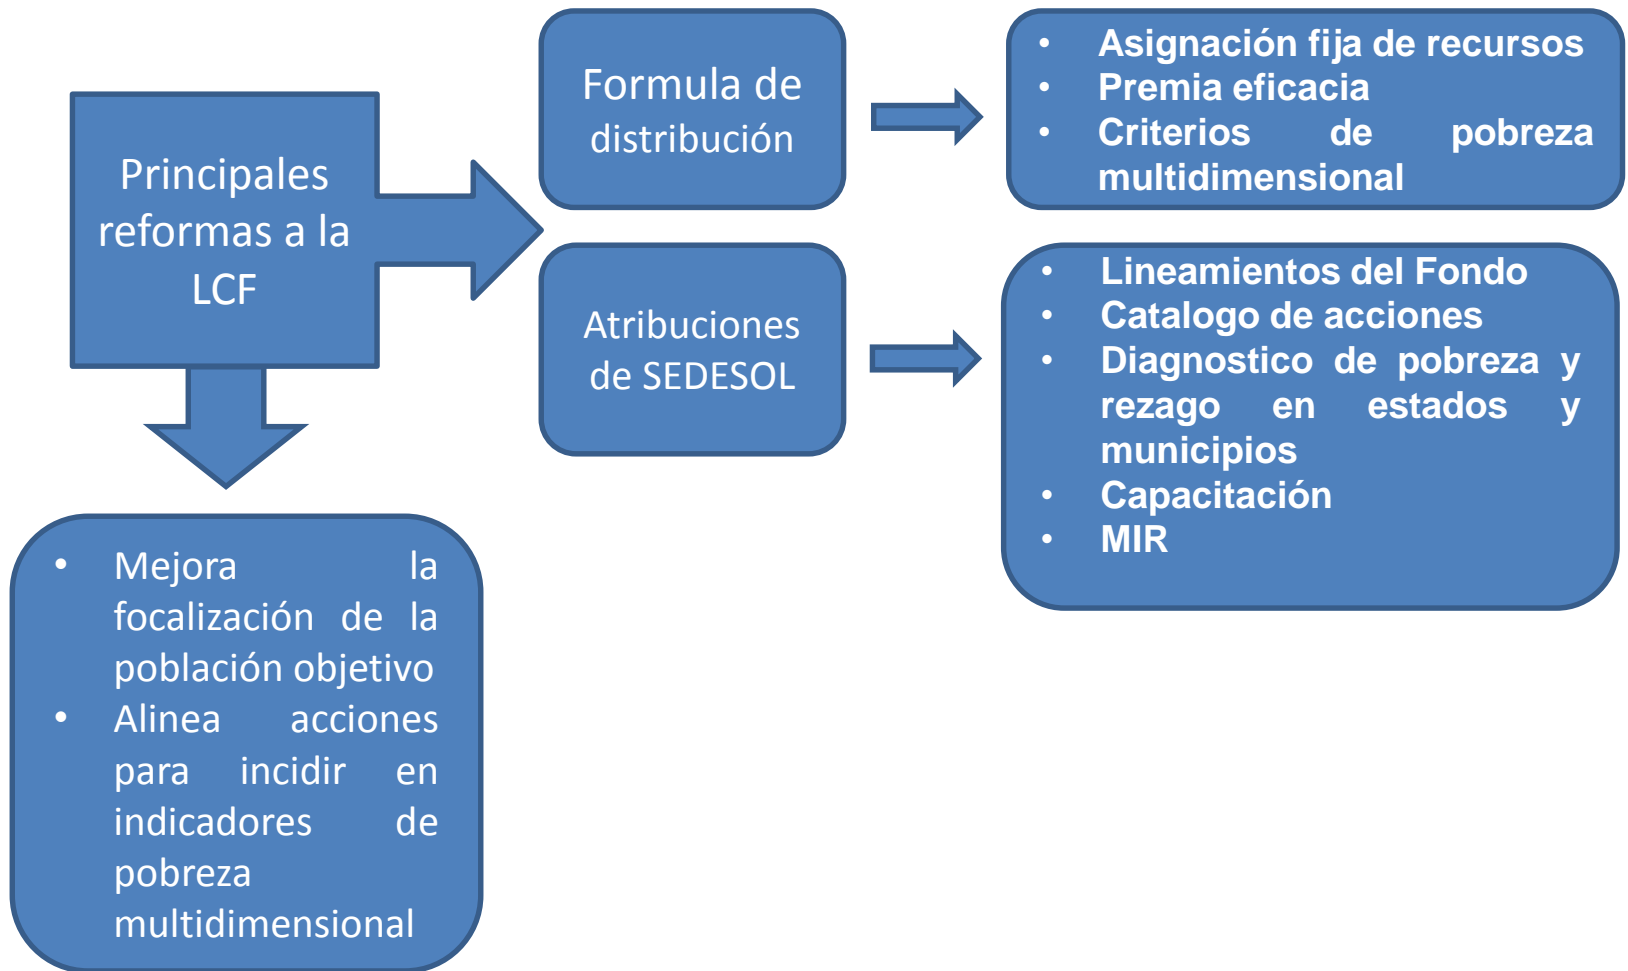 Principales
reformas a la
LCF
Formula de
distribución
• Asignación fija de recursos
• Premia eficacia
• Criterios de pobreza
multidimensional
Atribuciones
de SEDESOL
• Lineamientos del Fondo
• Catalogo de acciones
• Diagnostico de pobreza y
rezago en estados y
municipios
• Capacitación
• MIR
• Mejora la
focalización de la
población objetivo
• Alinea acciones
para incidir en
indicadores de
pobreza
multidimensional